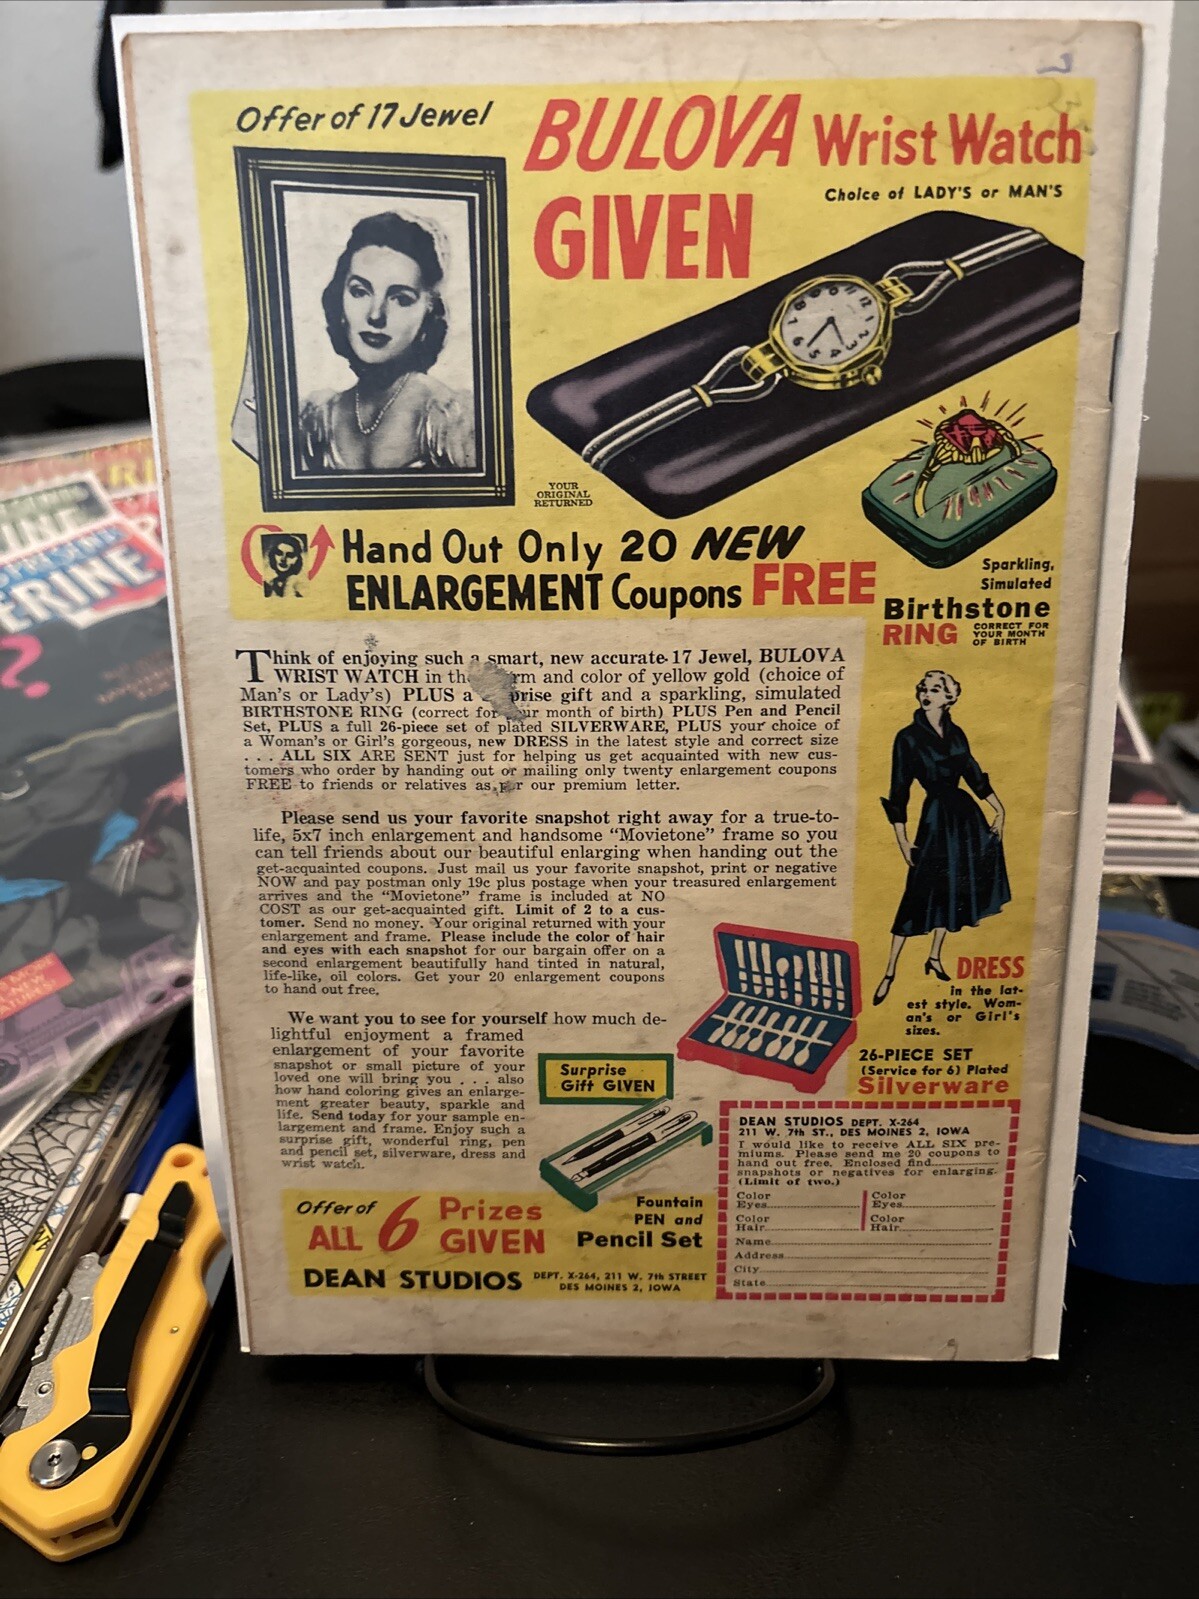 Offer of 17 Jewel
BULOVA Wrist Watch
Choice of LADY'S or MAN'S
GIVEN
YOUR
ORIGINAL
RETURNED
Hand Out Only 20 NEW
ENLARGEMENT Coupons FREE
Sparkling,
Simulated
Birthstone
RING
CORRECT FOR
YOUR MONTH
OF BIRTH
Think of enjoying such a smart, new accurate 17 Jewel, BULOVA
WRIST WATCH in and color of yellow gold (choice of
Man's or Lady's) PLUS a gift and a sparkling, simulated
BIRTHSTONE RING (correct for month of birth) PLUS Pen and Pencil
Set, PLUS a full 26-piece set of plated SILVERWARE, PLUS your choice of
a Woman's or Girl's gorgeous, new DRESS in the latest style and correct size
. . . ALL SIX ARE SENT just for helping us get acquainted with new cus-
tomers who order by handing out or mailing only twenty enlargement coupons
FREE to friends or relatives as per our premium letter.
Please send us your favorite snapshot right away for a true-to-
life, 5x7 inch enlargement and handsome "Movietone" frame so you
can tell friends about our beautiful enlarging when handing out the
get-acquainted coupons. Just mail us your favorite snapshot, print or negative
NOW and pay postman only 19c plus postage when your treasured enlargement
arrives and the "Movietone" frame is included at NO
COST as our get-acquainted gift. Limit of 2 to a cus-
tomer. Send no money. Your original returned with your
enlargement and frame. Please include the color of hair
and eyes with each snapshot for our bargain offer on a
second enlargement beautifully hand tinted in natural,
life-like, oil colors. Get your 20 enlargement coupons
to hand out free.
We want you to see for yourself how much de-
lightful enjoyment a framed
enlargement of your favorite
snapshot or small picture of your
loved one will bring you . . . also
how hand coloring gives an enlarge-
ment greater beauty, sparkle and
life. Send today for your sample en-
largement and frame. Enjoy such a
surprise gift, wonderful ring, pen
and pencil set, silverware, dress and
wrist watch.
DRESS
in the lat-
est style. Wom-
an's or Girl's
sizes.
26-PIECE SET
(Service for 6) Plated
Silverware
Surprise
Gift GIVEN
Fountain
PEN and
Pencil Set
Offer of
ALL 6 Prizes
GIVEN
DEAN STUDIOS
DEPT. X-264, 211 W. 7th STREET
DES MOINES 2, IOWA
DEAN STUDIOS DEPT. X-264
211 W. 7th ST., DES MOINES 2, IOWA
I would like to receive ALL SIX pre-
miums. Please send me 20 coupons to
hand out free. Enclosed find
snapshots or negatives for enlarging.
(Limit of two.)
Color
Eyes
Color
Eyes
Color
Hair
Color
Hair
Name
Address
City
State